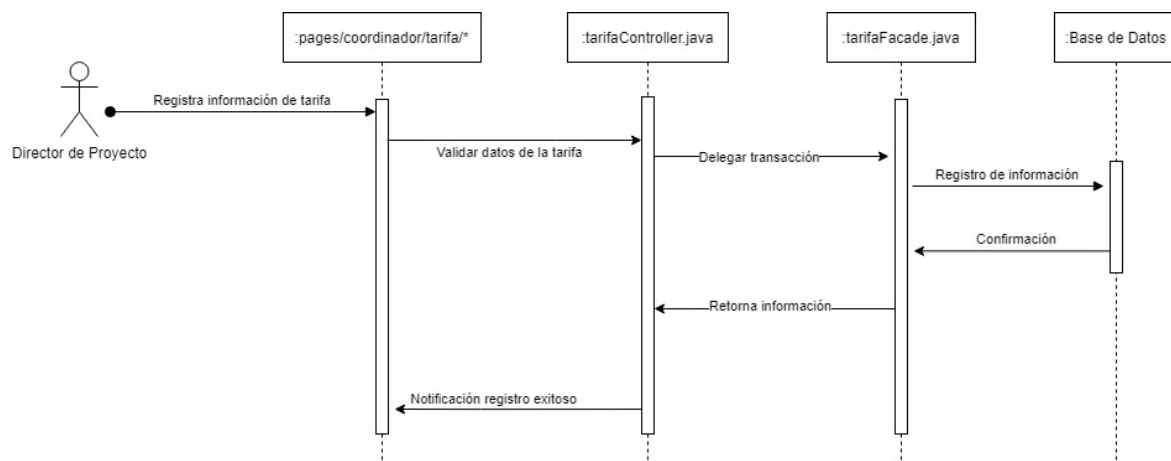 :pages/coordinador/tarifa/*
:tarifaController.java
:tarifaFacade.java
:Base de Datos
Registra información de tarifa
Director de Proyecto
Validar datos de la tarifa
Delegar transacción
Registro de información
Confirmación
Retorna información
Notificación registro exitoso